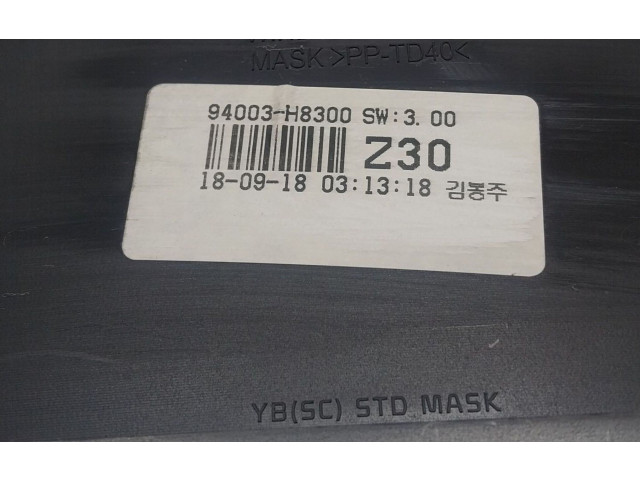 MASK >PP-TD40<
94003-H8300 SW:3.00
Z30
18-09-18 03:13:18 김봉주
YB(SC) STD MASK